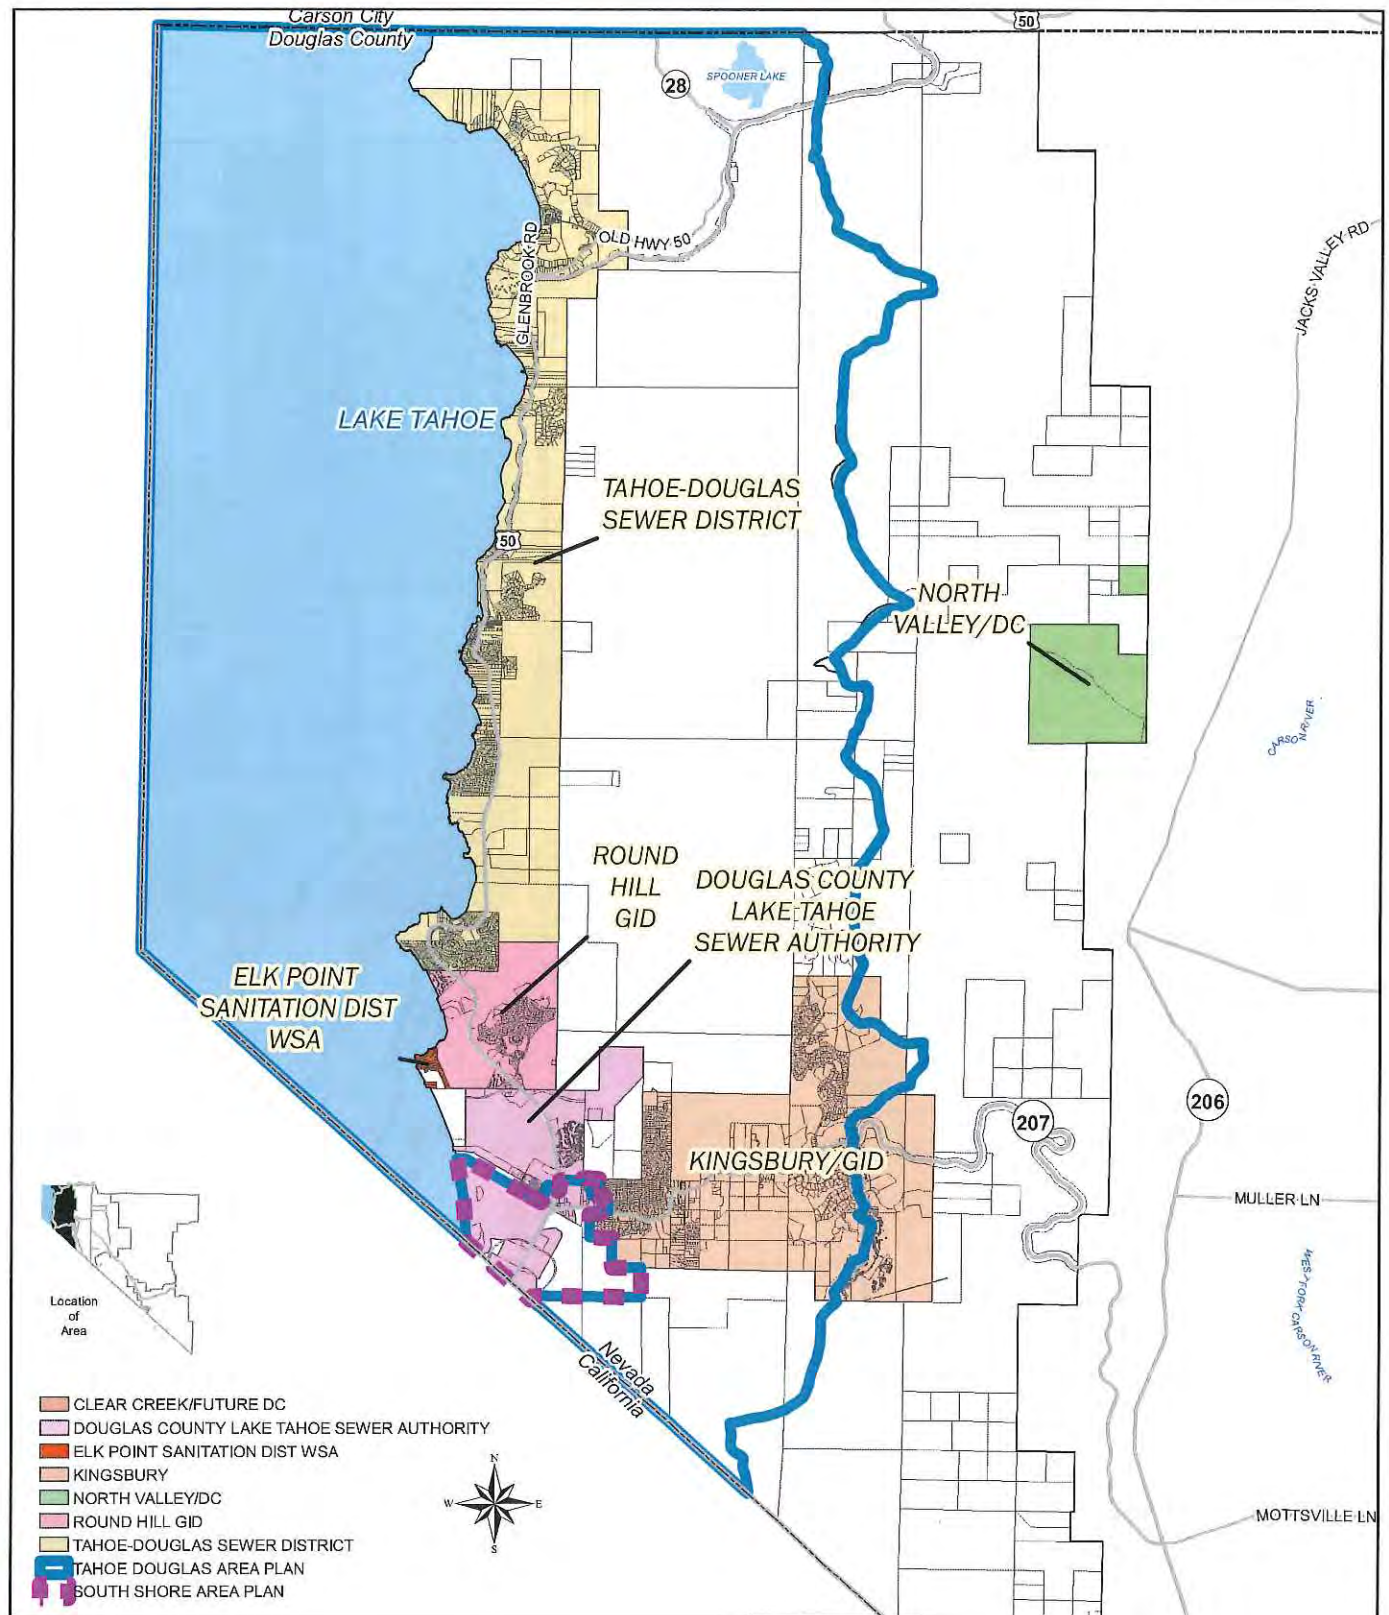 Carson City
Douglas County
50
28
SPOONER LAKE
OLD HWY 50
GLENBROOK RD
JACKS VALLEY RD
LAKE TAHOE
TAHOE-DOUGLAS
SEWER DISTRICT
50
NORTH
VALLEY/DC
CARSON RIVER
ROUND
HILL
GID
DOUGLAS COUNTY
LAKE TAHOE
SEWER AUTHORITY
ELK POINT
SANITATION DIST
WSA
206
207
KINGSBURY/GID
MULLER LN
WEST FORK CARSON RIVER
Location
of
Area
Nevada
California
CLEAR CREEK/FUTURE DC
DOUGLAS COUNTY LAKE TAHOE SEWER AUTHORITY
ELK POINT SANITATION DIST WSA
KINGSBURY
NORTH VALLEY/DC
ROUND HILL GID
TAHOE-DOUGLAS SEWER DISTRICT
TAHOE DOUGLAS AREA PLAN
SOUTH SHORE AREA PLAN
N
W
E
S
MOTTSVILLE LN